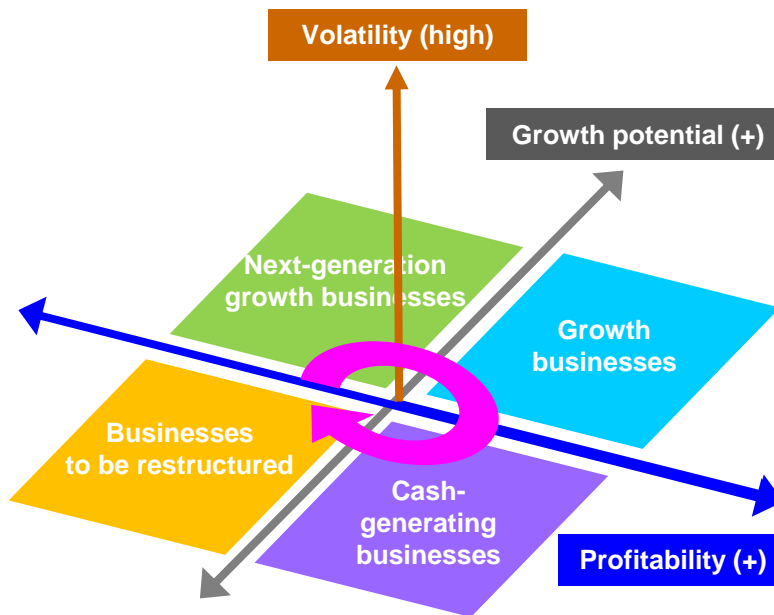 Volatility (high)
Growth potential (+)
Next-generation
growth businesses
Growth
businesses
Businesses
to be restructured
Cash-
generating
businesses
Profitability (+)